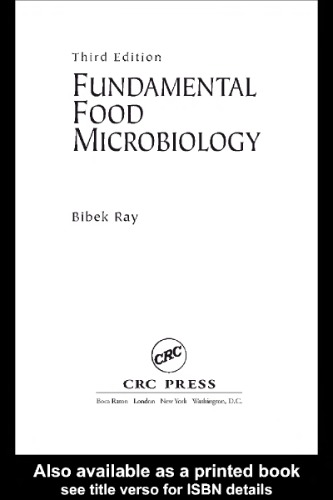 Third Edition
FUNDAMENTAL
FOOD
MICROBIOLOGY
Bibek Ray
CRC
CRC PRESS
Boca Raton London New York Washington, D.C.
Also available as a printed book
see title verso for ISBN details